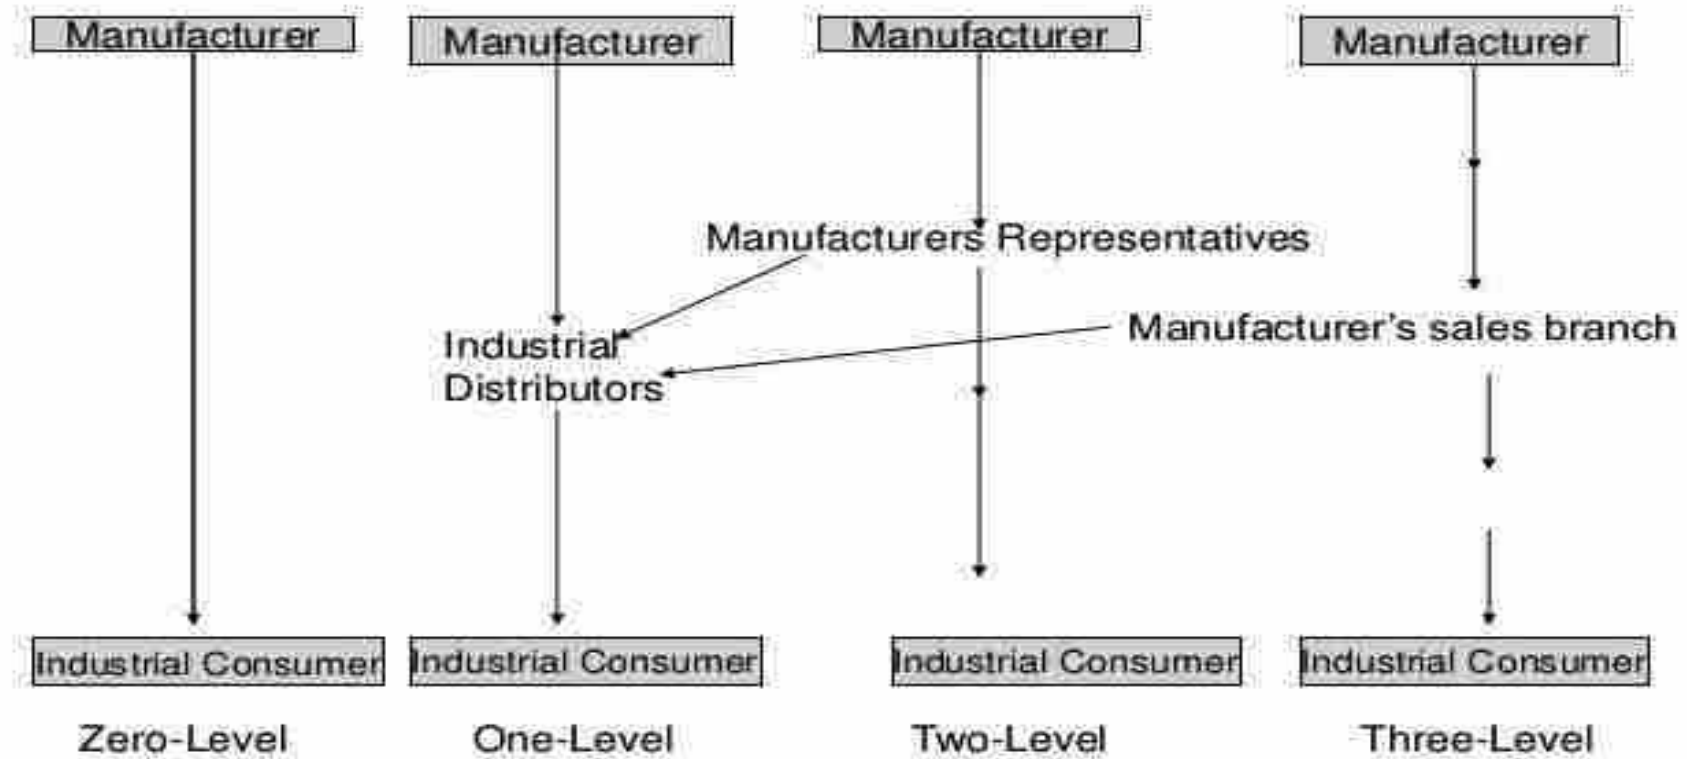 Manufacturer
Manufacturer
Manufacturer
Manufacturer
Manufacturers Representatives
Manufacturer's sales branch
Industrial
Distributors
Industrial Consumer
Industrial Consumer
Industrial Consumer
Industrial Consumer
Zero-Level
One-Level
Two-Level
Three-Level